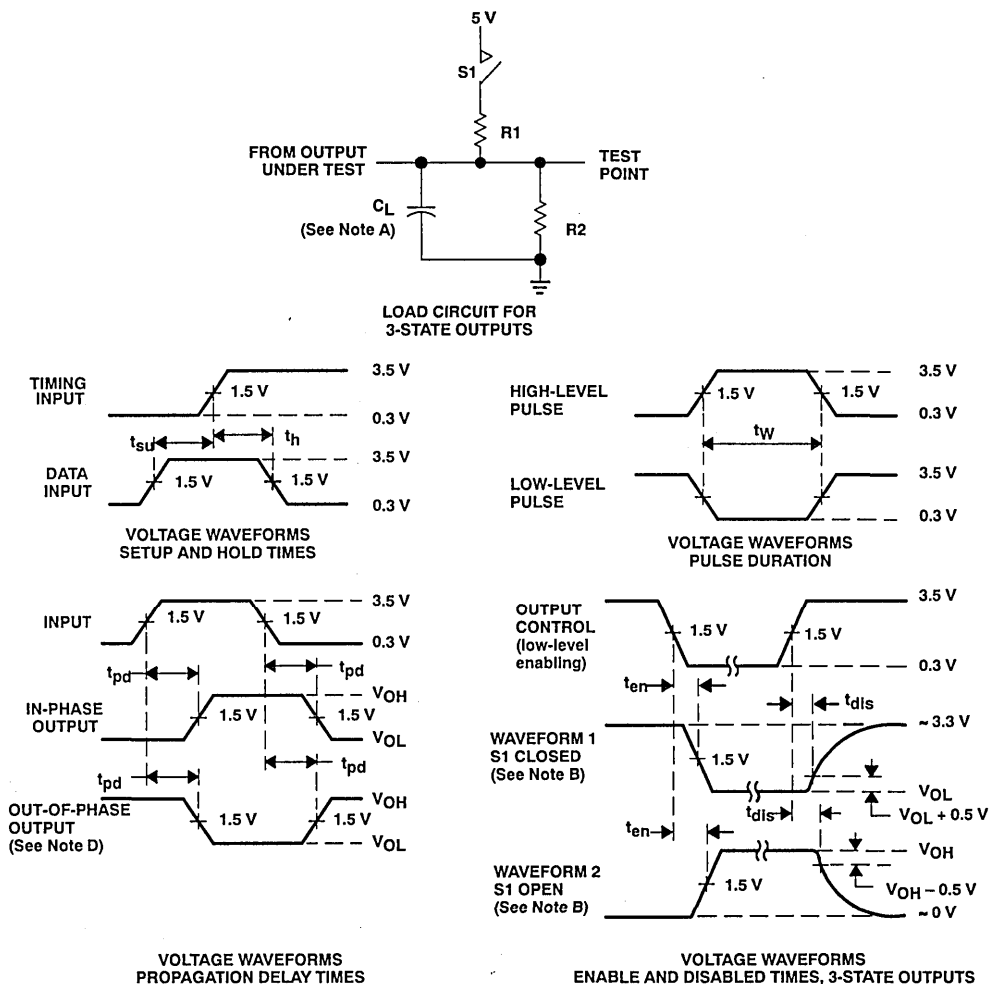 5 V
S1
R1
FROM OUTPUT
UNDER TEST
TEST
POINT
CL
(See Note A)
R2
LOAD CIRCUIT FOR
3-STATE OUTPUTS
TIMING
INPUT
1.5 V
3.5 V
0.3 V
tsu
th
DATA
INPUT
1.5 V
1.5 V
3.5 V
0.3 V
VOLTAGE WAVEFORMS
SETUP AND HOLD TIMES
HIGH-LEVEL
PULSE
1.5 V
1.5 V
3.5 V
0.3 V
tW
LOW-LEVEL
PULSE
3.5 V
0.3 V
VOLTAGE WAVEFORMS
PULSE DURATION
INPUT
1.5 V
1.5 V
3.5 V
0.3 V
tpd
tpd
IN-PHASE
OUTPUT
1.5 V
1.5 V
VOH
VOL
tpd
tpd
OUT-OF-PHASE
OUTPUT
(See Note D)
1.5 V
1.5 V
VOH
VOL
VOLTAGE WAVEFORMS
PROPAGATION DELAY TIMES
OUTPUT
CONTROL
(low-level
enabling)
1.5 V
1.5 V
3.5 V
0.3 V
ten
tdis
WAVEFORM 1
S1 CLOSED
(See Note B)
1.5 V
~ 3.3 V
VOL
VOL + 0.5 V
ten
tdis
WAVEFORM 2
S1 OPEN
(See Note B)
1.5 V
VOH
VOH – 0.5 V
~ 0 V
VOLTAGE WAVEFORMS
ENABLE AND DISABLED TIMES, 3-STATE OUTPUTS